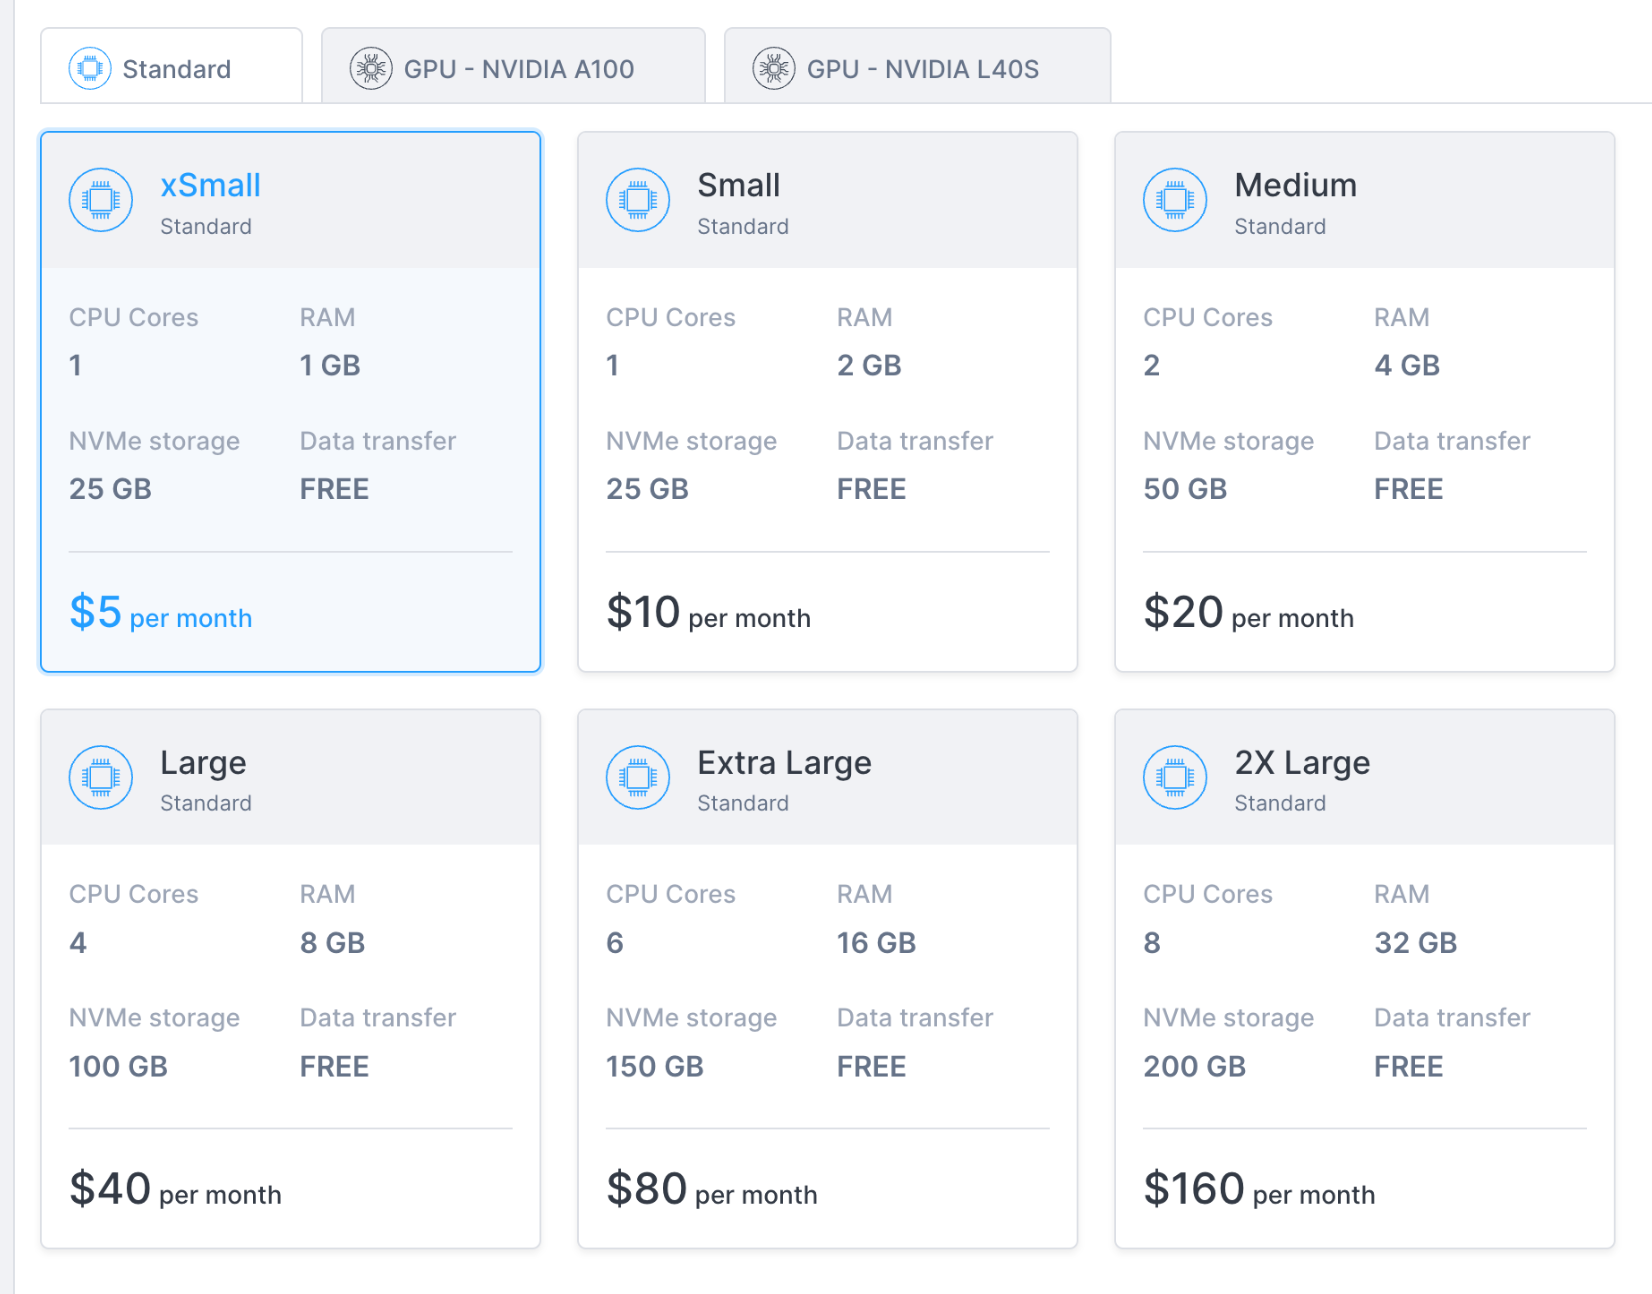 Standard GPU - NVIDIA A100 GPU - NVIDIA L40S
xSmall
Standard
CPU Cores RAM
1 1 GB
NVMe storage Data transfer
25 GB FREE
$5 per month
Small
Standard
CPU Cores RAM
1 2 GB
NVMe storage Data transfer
25 GB FREE
$10 per month
Medium
Standard
CPU Cores RAM
2 4 GB
NVMe storage Data transfer
50 GB FREE
$20 per month
Large
Standard
CPU Cores RAM
4 8 GB
NVMe storage Data transfer
100 GB FREE
$40 per month
Extra Large
Standard
CPU Cores RAM
6 16 GB
NVMe storage Data transfer
150 GB FREE
$80 per month
2X Large
Standard
CPU Cores RAM
8 32 GB
NVMe storage Data transfer
200 GB FREE
$160 per month